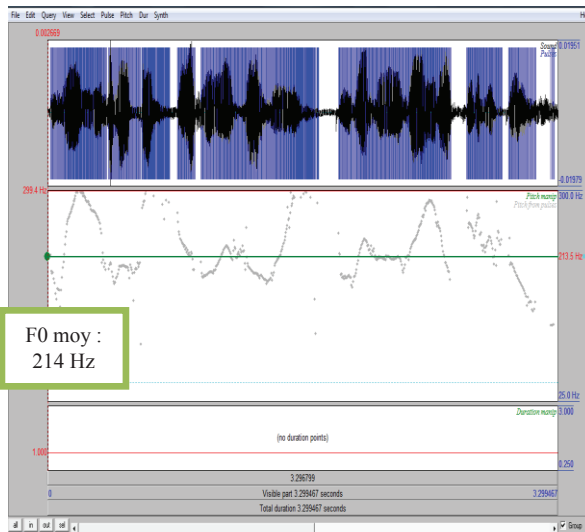 File Edit Query View Select Pulse Pitch Dur Synth
0.002669
0.01951
Sound
Pulses
-0.01979
299.4 Hz
300.0 Hz
Pitch manip
Pitch from pulses
213.5 Hz
F0 moy :
214 Hz
25.0 Hz
Duration manip
3.000
(no duration points)
1.000
0.250
3.296799
0 Visible part 3.299467 seconds 3.299467
Total duration 3.299467 seconds
all in out sel Group